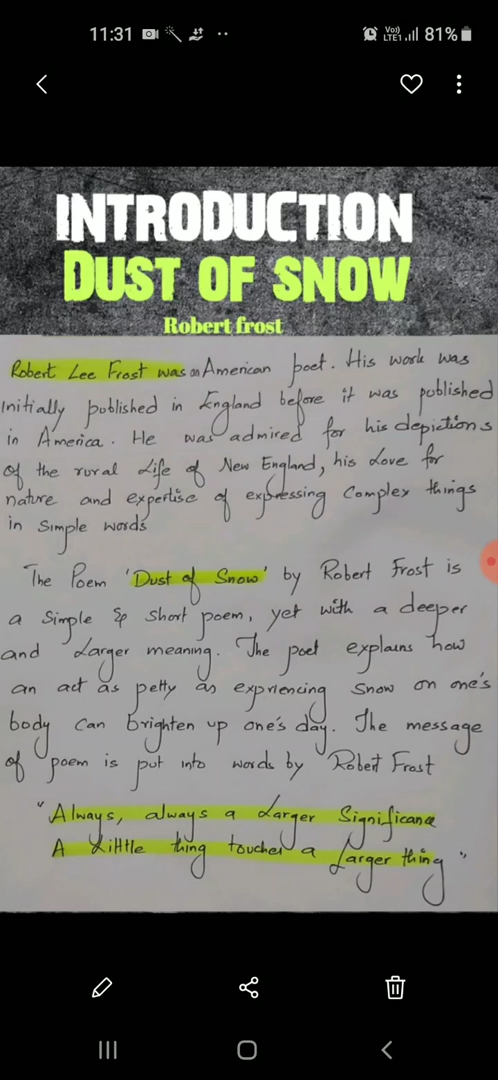 11:31
Vo)) LTE1 81%
INTRODUCTION
DUST OF SNOW
Robert frost
Robert Lee Frost was an American poet. His work was
initially published in England before it was published
in America. He was admired for his depictions
of the rural Life of New England, his Love for
nature and expertise of expressing Complex things
in Simple words
The Poem 'Dust of Snow' by Robert Frost is
a Simple & Short poem, yet with a deeper
and Larger meaning. The poet explains how
an act as petty as expriencing Snow on one's
body can brighten up one's day. The message
of poem is put into words by Robert Frost
"Always, always a Larger Significance
A Little thing touches a Larger thing"